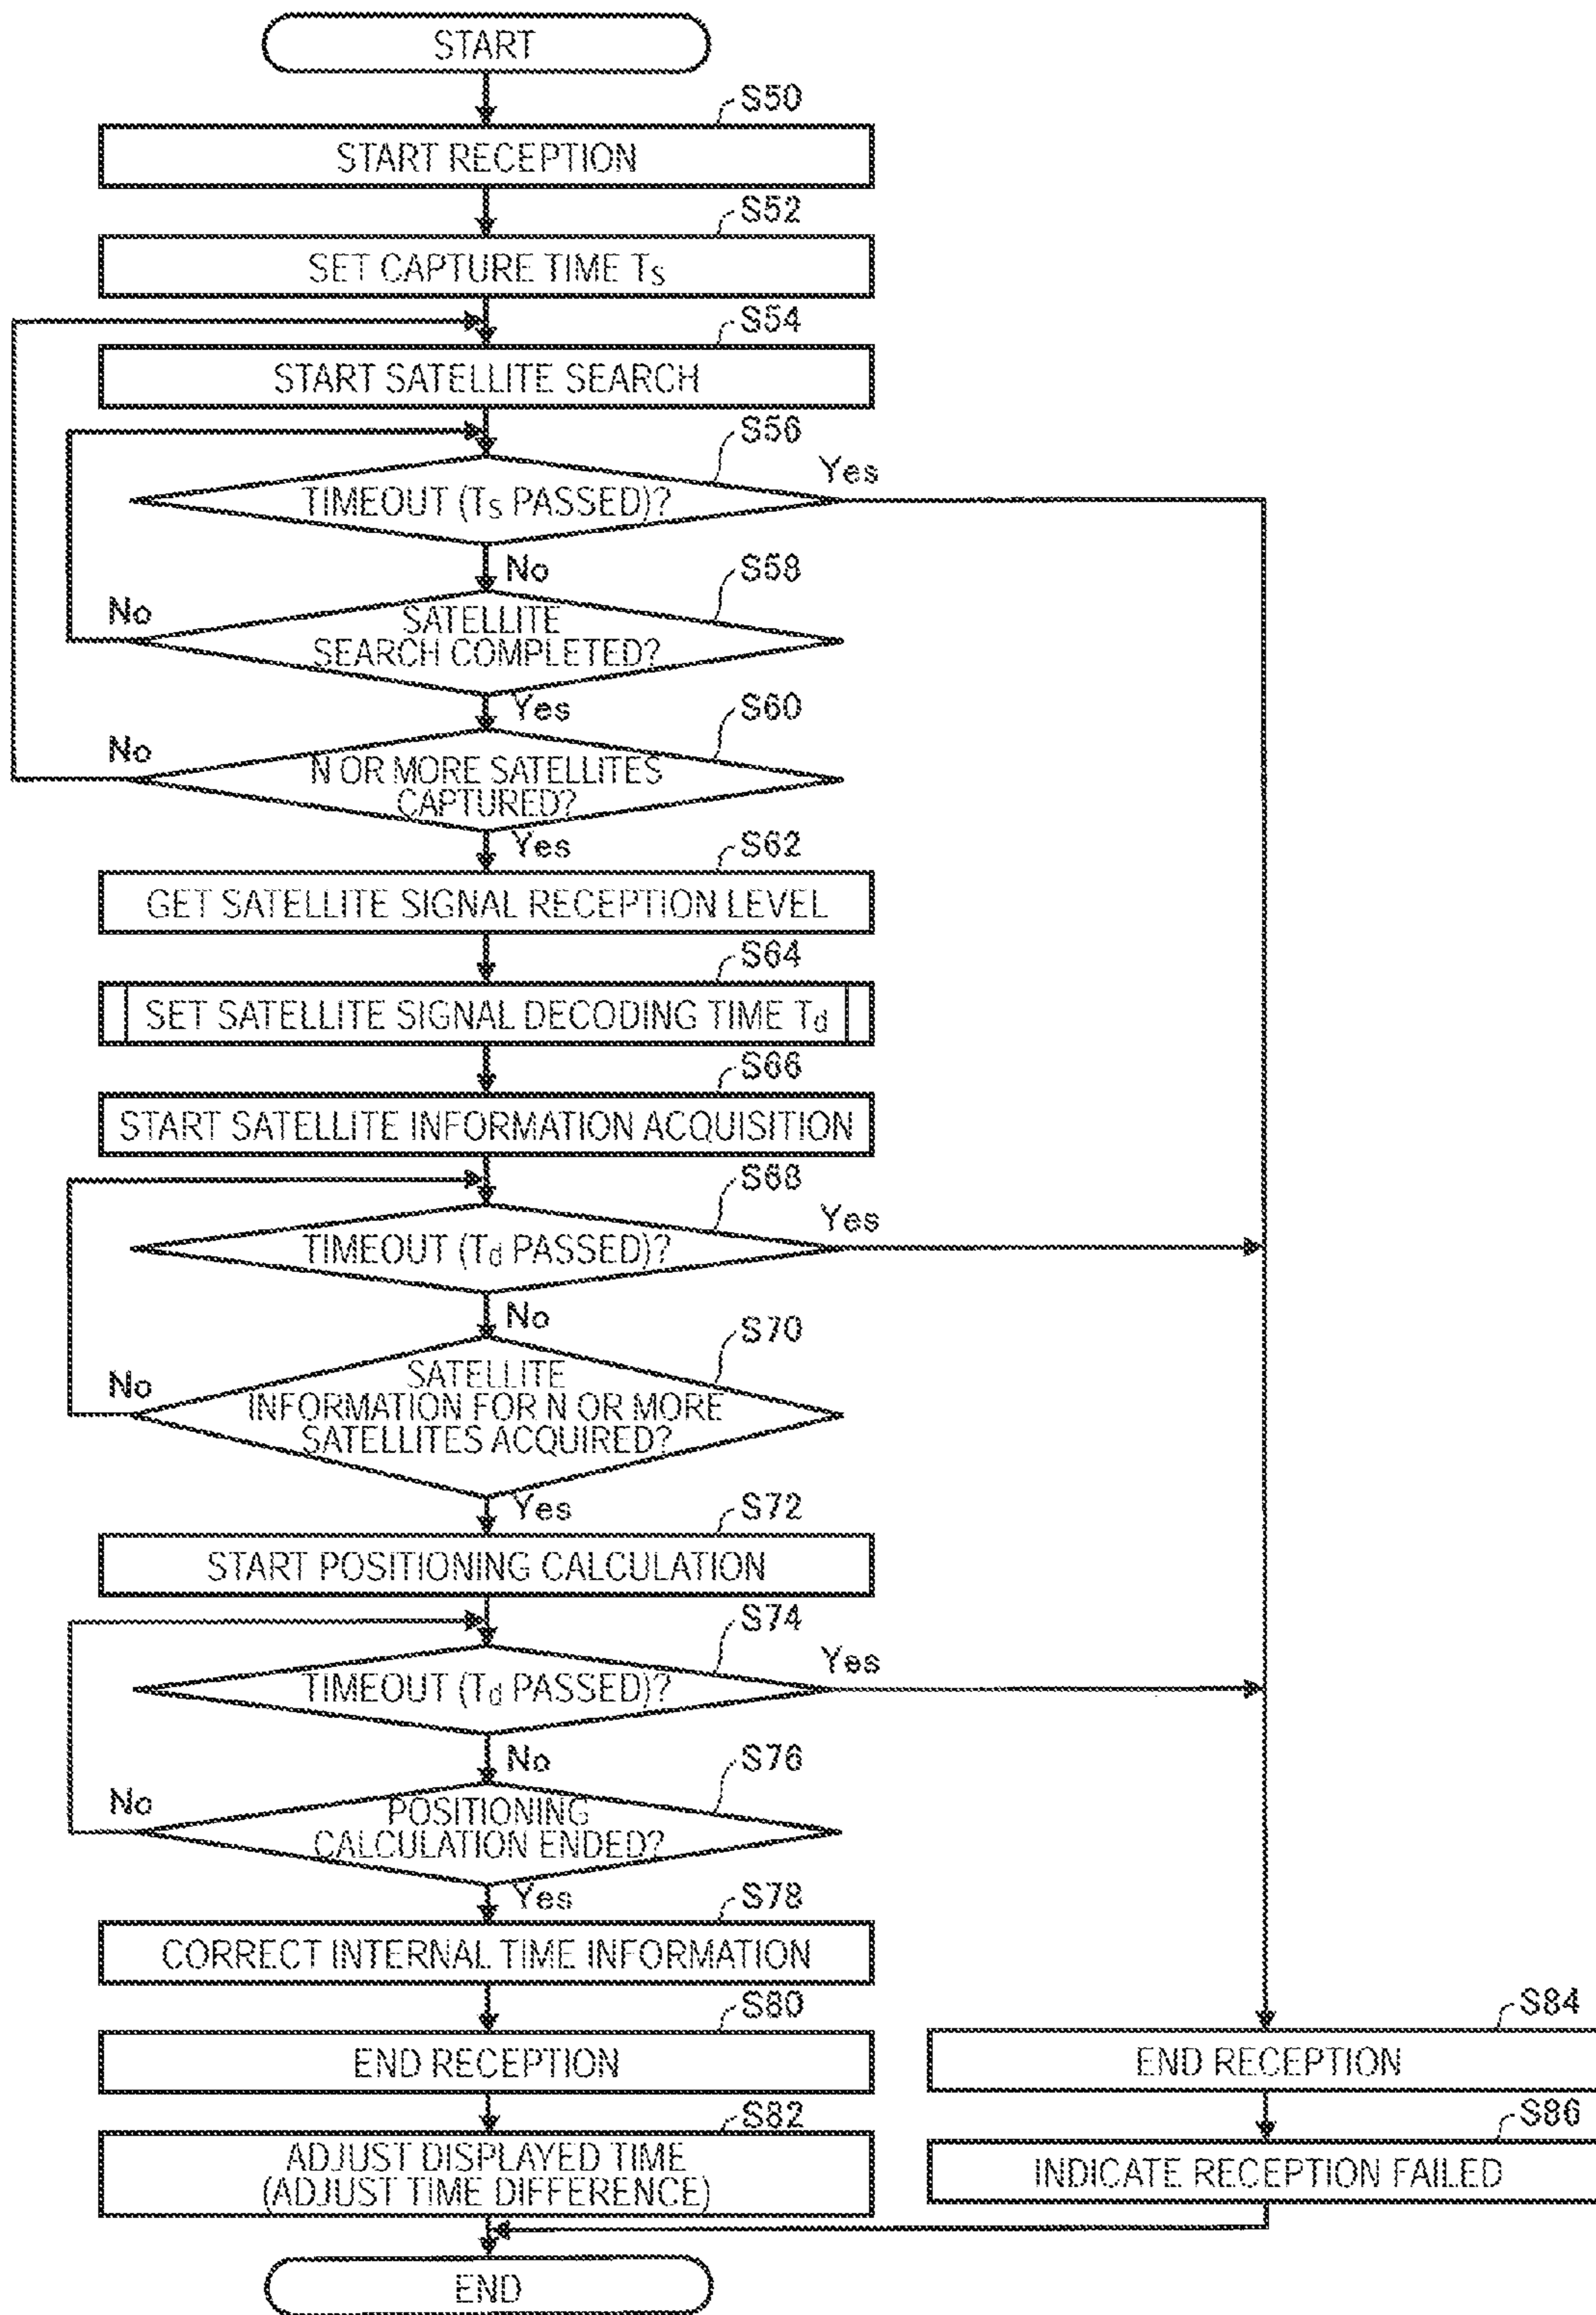 START
S50
START RECEPTION
S52
SET CAPTURE TIME Ts
S54
START SATELLITE SEARCH
S56
TIMEOUT (Ts PASSED)?
Yes
No
S58
SATELLITE
SEARCH COMPLETED?
No
Yes
S60
N OR MORE SATELLITES
CAPTURED?
No
Yes
S62
GET SATELLITE SIGNAL RECEPTION LEVEL
S64
SET SATELLITE SIGNAL DECODING TIME Td
S66
START SATELLITE INFORMATION ACQUISITION
S68
TIMEOUT (Td PASSED)?
Yes
No
S70
SATELLITE
INFORMATION FOR N OR MORE
SATELLITES ACQUIRED?
No
Yes
S72
START POSITIONING CALCULATION
S74
TIMEOUT (Td PASSED)?
Yes
No
S76
POSITIONING
CALCULATION ENDED?
No
Yes
S78
CORRECT INTERNAL TIME INFORMATION
S80
END RECEPTION
S82
ADJUST DISPLAYED TIME
(ADJUST TIME DIFFERENCE)
S84
END RECEPTION
S86
INDICATE RECEPTION FAILED
END